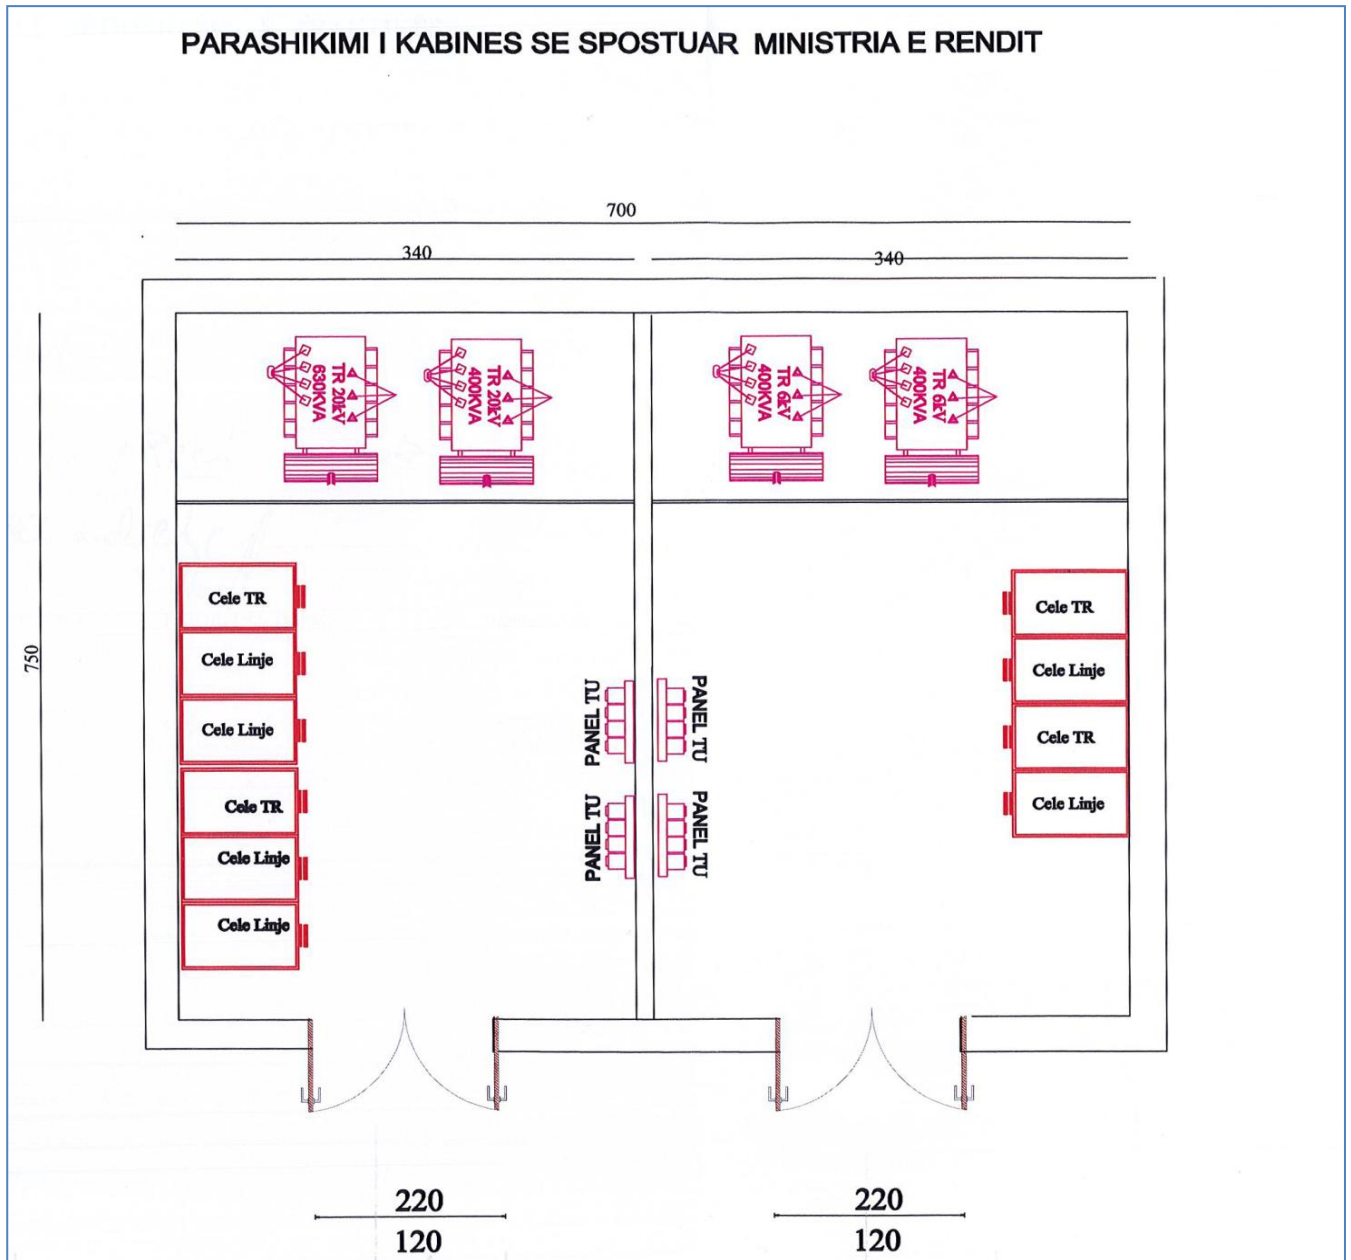 PARASHIKIMI I KABINES SE SPOSTUAR MINISTRIA E RENDIT
700
340
340
TR 20kV
630KVA
TR 20kV
400KVA
TR 6kV
400KVA
TR 6kV
400KVA
750
Cele TR
Cele Linje
Cele Linje
Cele TR
Cele Linje
Cele Linje
PANEL TU
PANEL TU
PANEL TU
PANEL TU
Cele TR
Cele Linje
Cele TR
Cele Linje
220
120
220
120